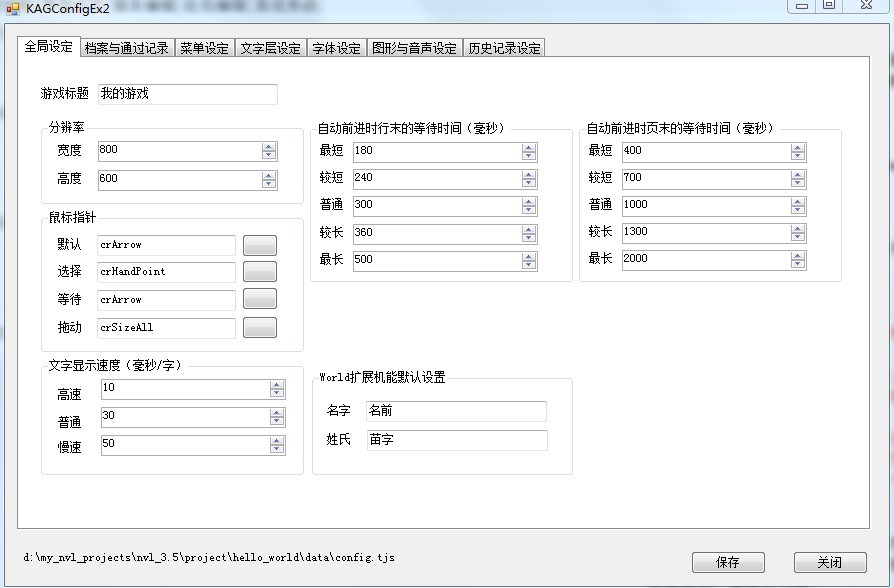 KAGConfigEx2
全局设定 档案与通过记录 菜单设定 文字层设定 字体设定 图形与音声设定 历史记录设定
游戏标题 我的游戏
分辨率
宽度 800
高度 600
鼠标指针
默认 crArrow
选择 crHandPoint
等待 crArrow
拖动 crSizeAll
文字显示速度（毫秒/字）
高速 10
普通 30
慢速 50
自动前进时行末的等待时间（毫秒）
最短 180
较短 240
普通 300
较长 360
最长 500
自动前进时页末的等待时间（毫秒）
最短 400
较短 700
普通 1000
较长 1300
最长 2000
World扩展机能默认设置
名字 名前
姓氏 苗字
d:\my_nvl_projects\nvl_3.5\project\hello_world\data\config.tjs
保存 关闭